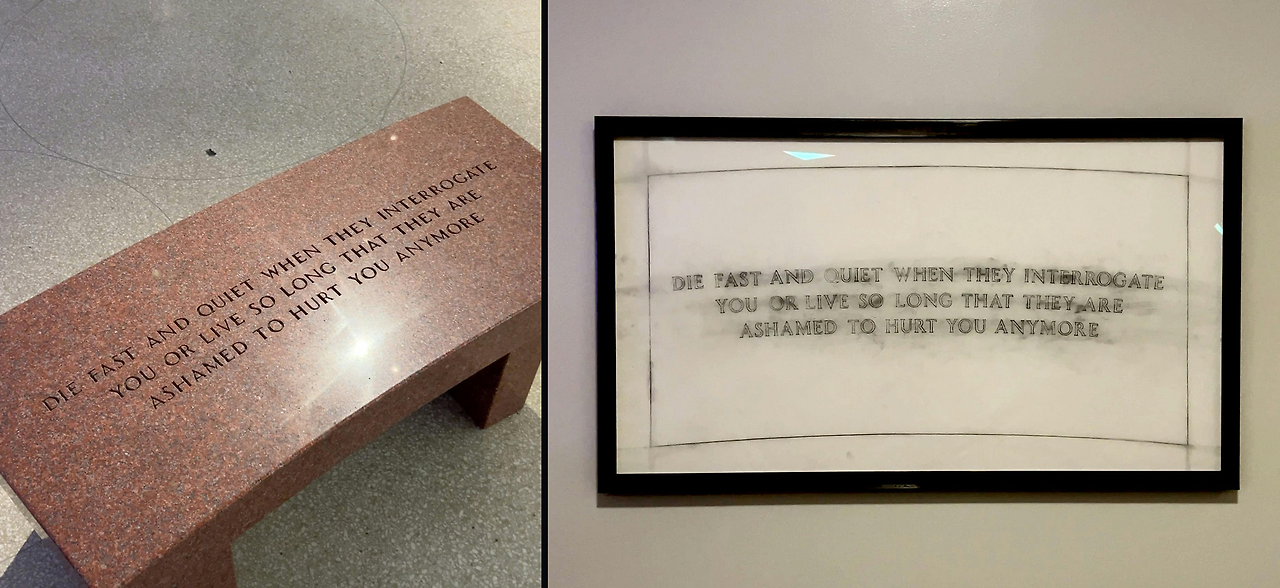 DIE FAST AND QUIET WHEN THEY INTERROGATE
YOU OR LIVE SO LONG THAT THEY ARE
ASHAMED TO HURT YOU ANYMORE
DIE FAST AND QUIET WHEN THEY INTERROGATE
YOU OR LIVE SO LONG THAT THEY ARE
ASHAMED TO HURT YOU ANYMORE